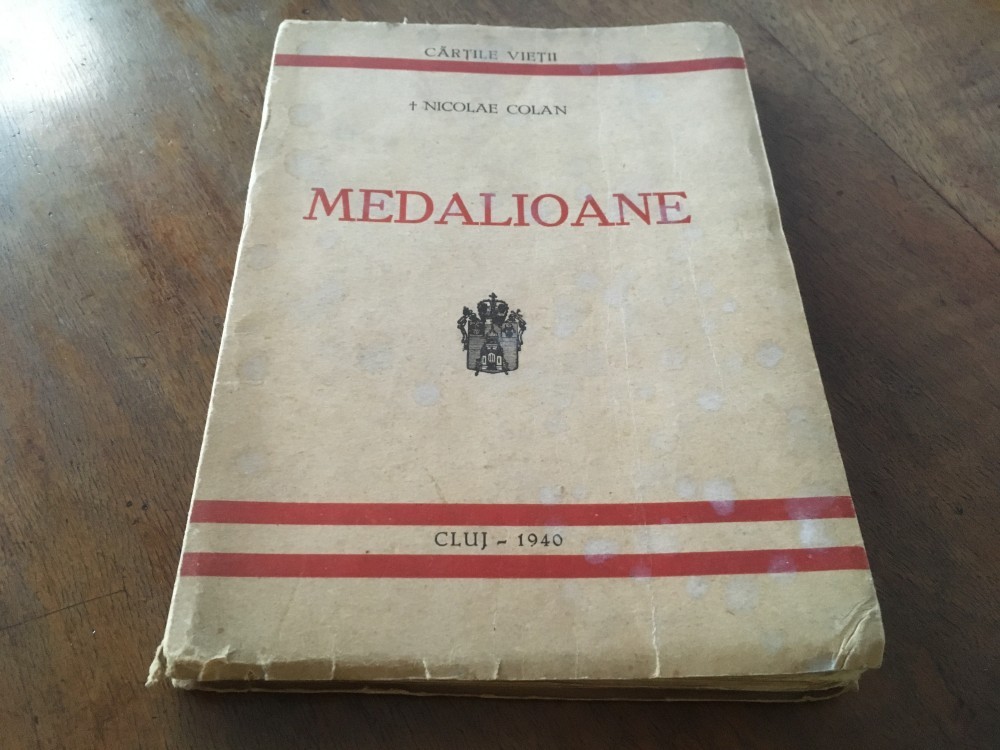 CĂRȚILE VIEȚII
† NICOLAE COLAN
MEDALIOANE
CLUJ - 1940